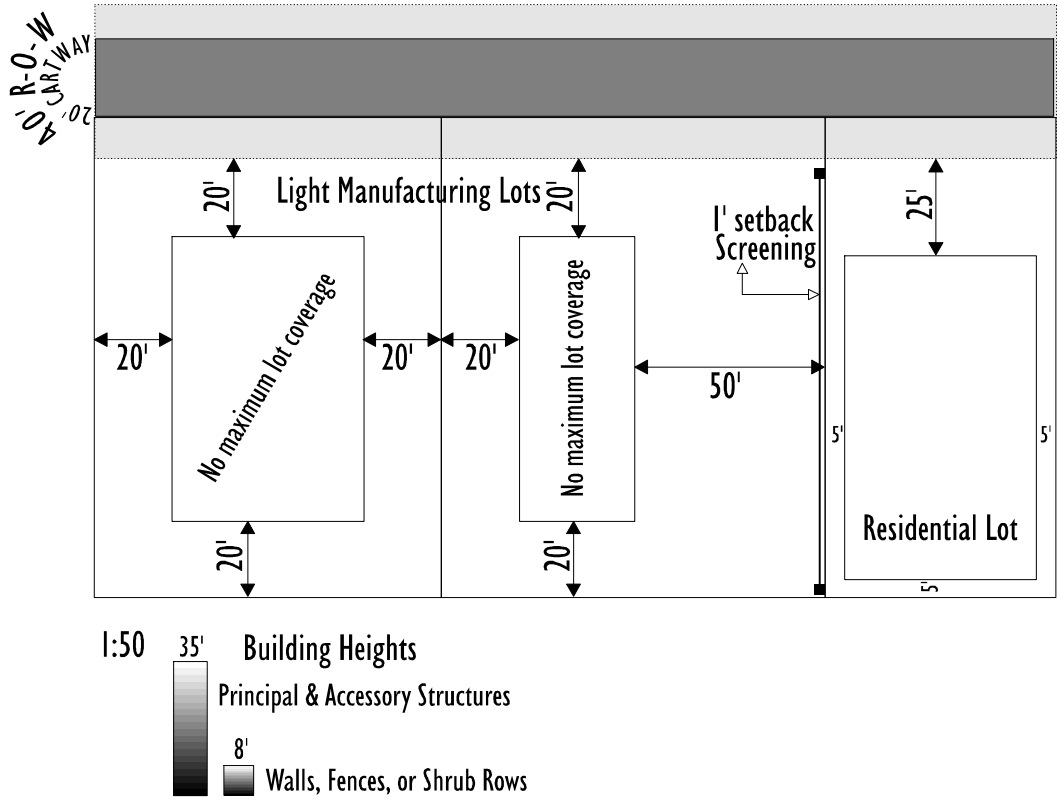 40' R-O-W
20' CARTWAY
20'
Light Manufacturing Lots
20'
25'
1' setback
Screening
No maximum lot coverage
No maximum lot coverage
20'
20'
20'
50'
5'
5'
Residential Lot
20'
20'
5'
1:50
35'
Building Heights
Principal & Accessory Structures
8'
Walls, Fences, or Shrub Rows